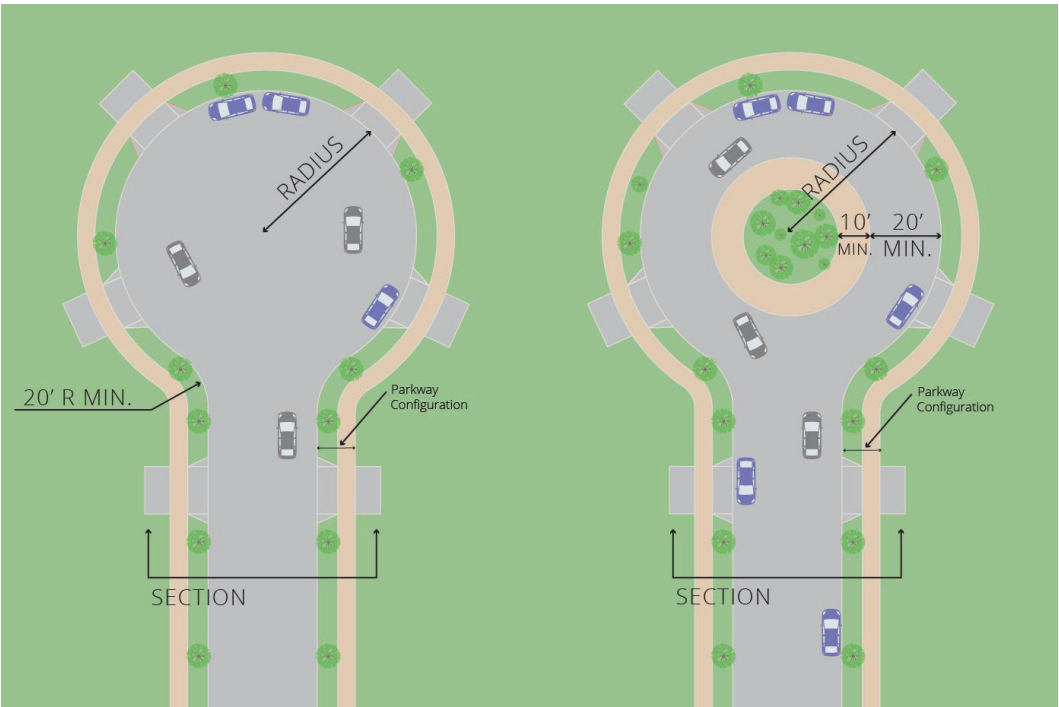 RADIUS
20' R MIN.
Parkway
Configuration
SECTION
RADIUS
10' 20'
MIN. MIN.
Parkway
Configuration
SECTION